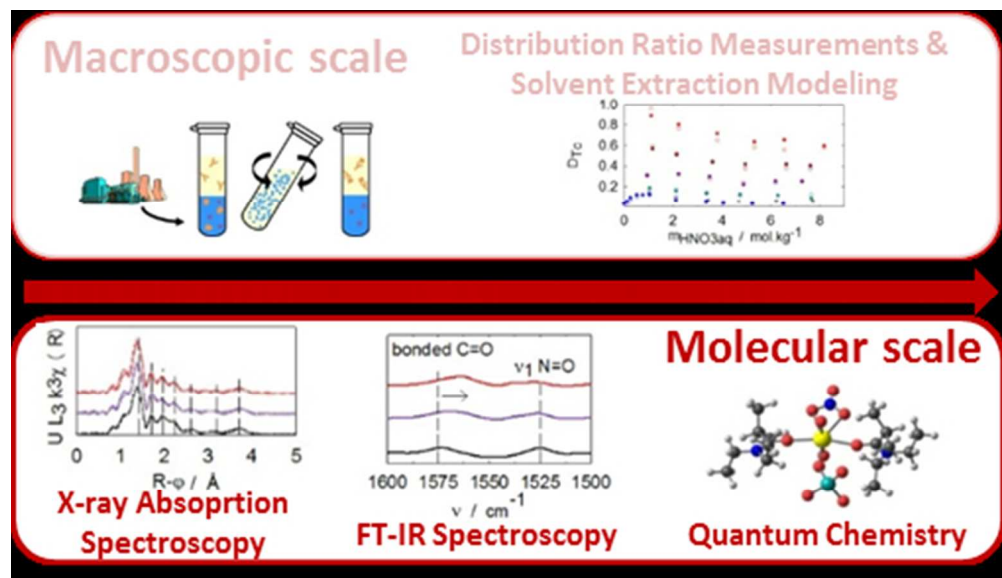 Macroscopic scale
Distribution Ratio Measurements &
Solvent Extraction Modeling
1.0
0.8
0.6
0.4
0.2
DTc
0 2 4 6 8
mHNO3aq / mol.kg-1
U L3 k3χ ( R)
0 1 2 3 4 5
R-φ / Å
X-ray Absoprtion
Spectroscopy
bonded C=O
ν1 N=O
1600 1575 1550 1525 1500
ν / cm-1
FT-IR Spectroscopy
Molecular scale
Quantum Chemistry